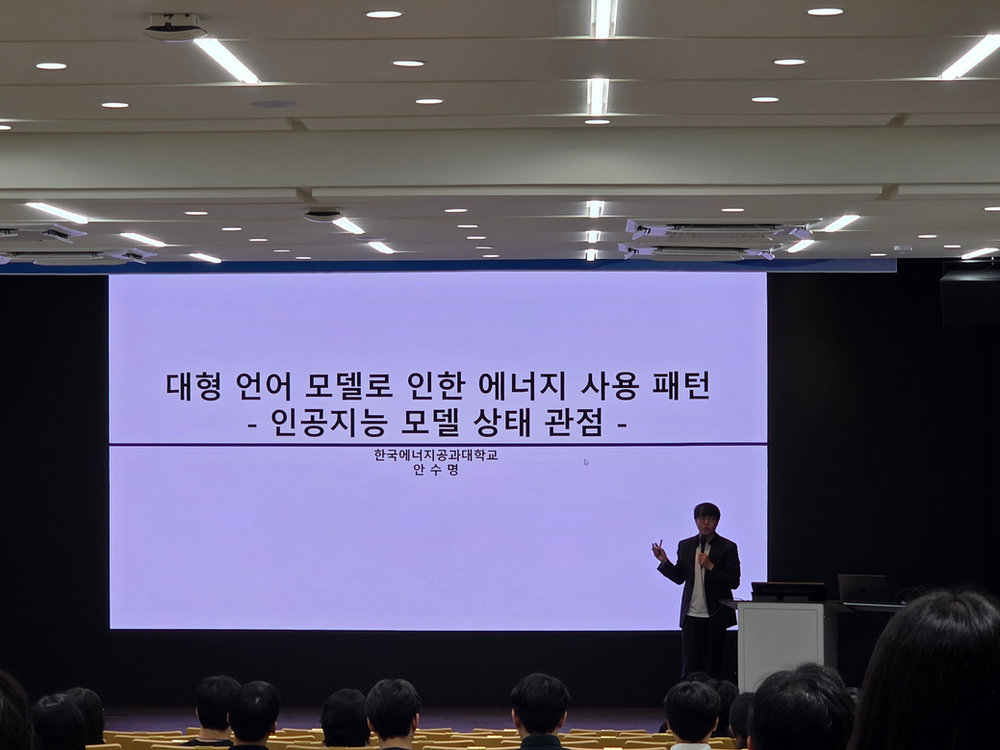 대형 언어 모델로 인한 에너지 사용 패턴
- 인공지능 모델 상태 관점 -
한국에너지공과대학교
안 수 명